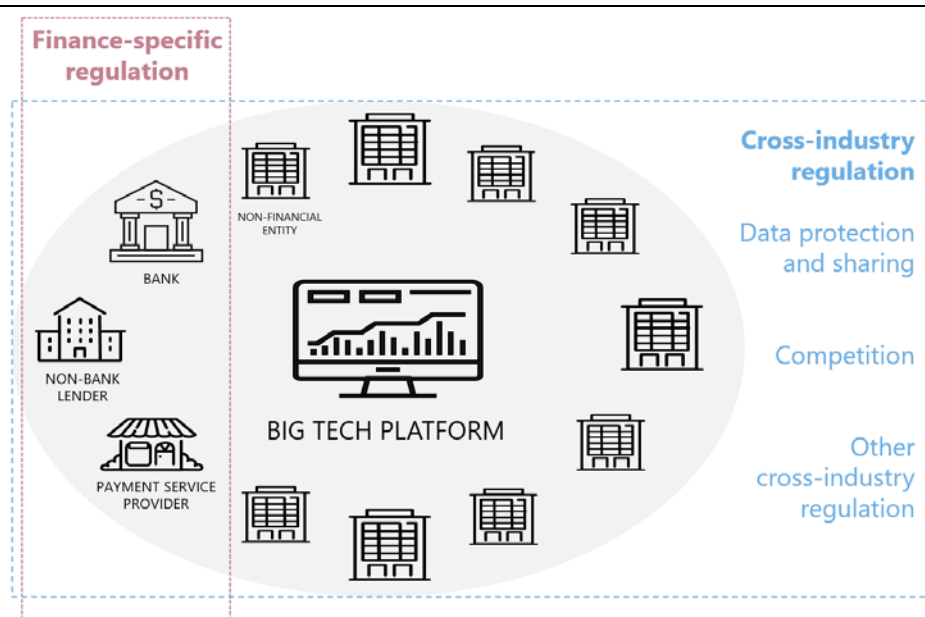 Finance-specific
regulation
Cross-industry
regulation
NON-FINANCIAL
ENTITY
Data protection
and sharing
-$-
BANK
Competition
NON-BANK
LENDER
BIG TECH PLATFORM
Other
cross-industry
regulation
PAYMENT SERVICE
PROVIDER